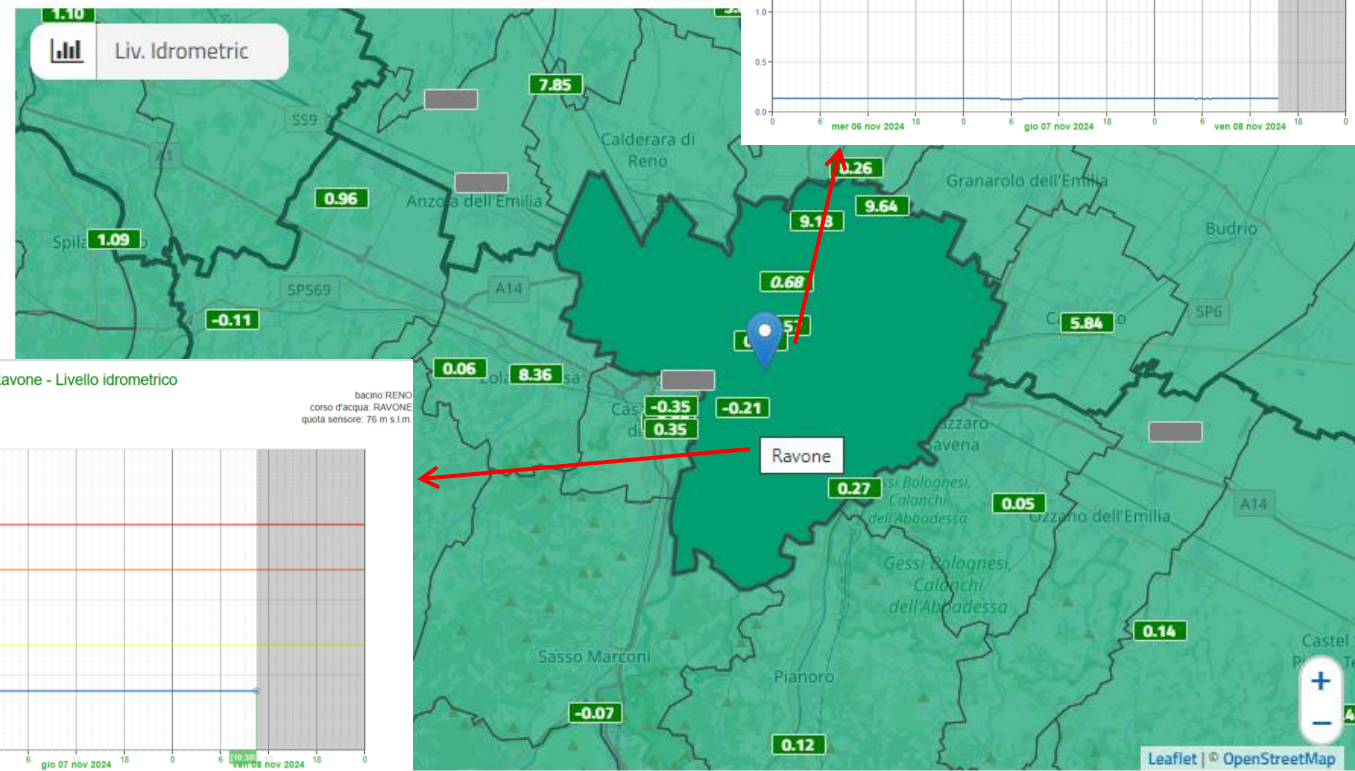 1.10
Liv. Idrometric
7.85
SS9
A1
Calderara di
Reno
0.96
Anzola dell'Emilia
1.09
SP569
A14
-0.11
9.64
Granarolo dell'Emilia
Budrio
0.68
SP6
5.84
0.06
8.36
-0.35
-0.21
0.35
Ravone
0.27
Gessi Bolognesi,
Calanchi
dell'Abbadessa
0.05
Ozzano dell'Emilia
A14
Gessi Bolognesi,
Calanchi
dell'Abbadessa
0.14
Castel
Sasso Marconi
Pianoro
-0.07
0.12
+
−
Leaflet | © OpenStreetMap
1.0
0.5
0.0
0 6 18 0 6 18 0 6 18 0
mer 06 nov 2024 gio 07 nov 2024 ven 08 nov 2024
Ravone - Livello idrometrico
bacino:RENO
corso d'acqua: RAVONE
quota sensore: 76 m s.l.m.
6 18 0 6 [10:30] 18 0
gio 07 nov 2024 ven 08 nov 2024